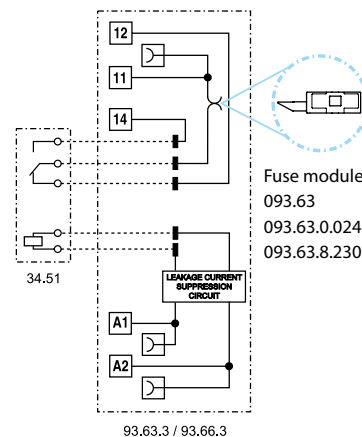 12
11
14
Fuse module
093.63
093.63.0.024
093.63.8.230
34.51
LEAKAGE CURRENT
SUPPRESSION
CIRCUIT
A1
A2
93.63.3 / 93.66.3